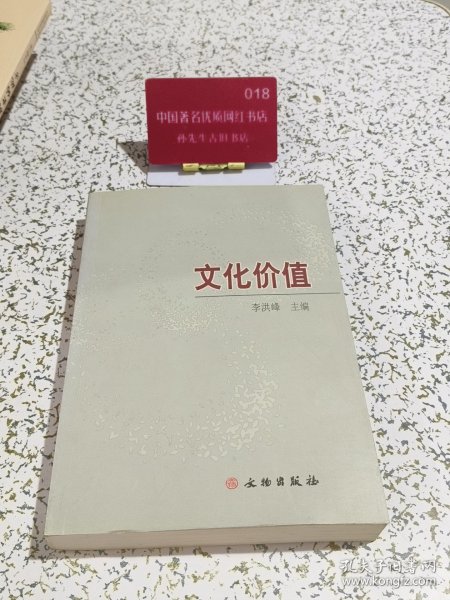 018
中国著名优质网红书店
孙先生古旧书店
文化价值
李洪峰 主编
文物出版社
孔夫子旧书网
www.kongfz.com